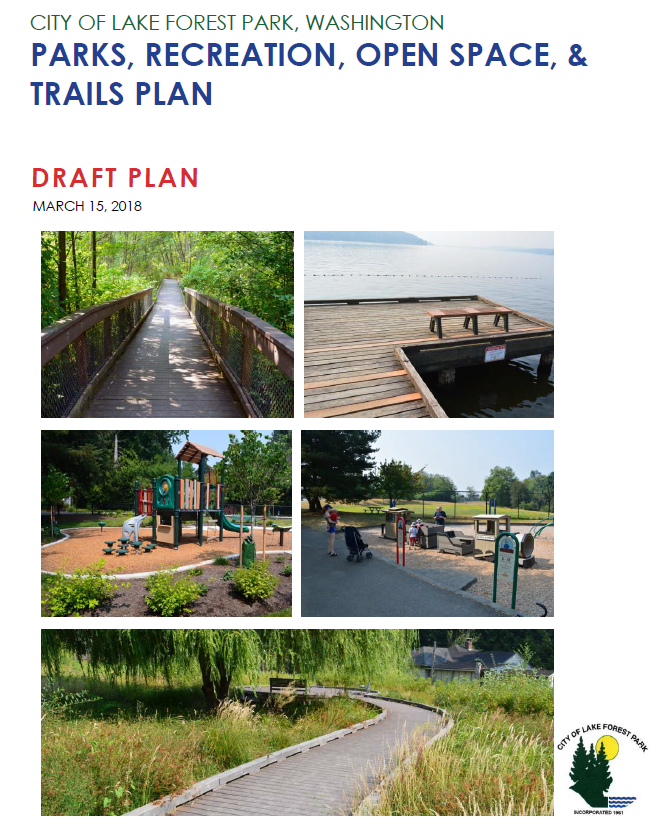 CITY OF LAKE FOREST PARK, WASHINGTON
PARKS, RECREATION, OPEN SPACE, &
TRAILS PLAN
DRAFT PLAN
MARCH 15, 2018
CITY OF LAKE FOREST PARK
INCORPORATED 1961